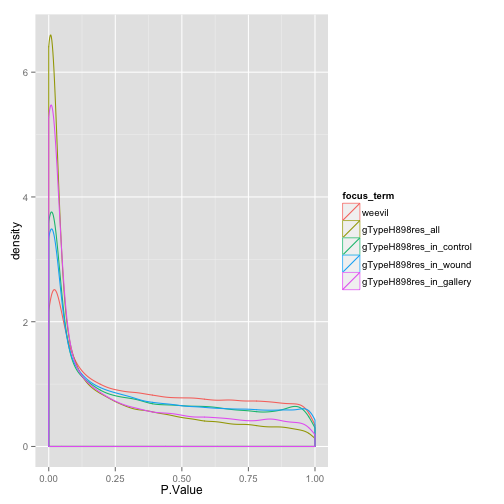 6
4
2
0
density
0.00 0.25 0.50 0.75 1.00
P.Value
focus_term
weevil
gTypeH898res_all
gTypeH898res_in_control
gTypeH898res_in_wound
gTypeH898res_in_gallery